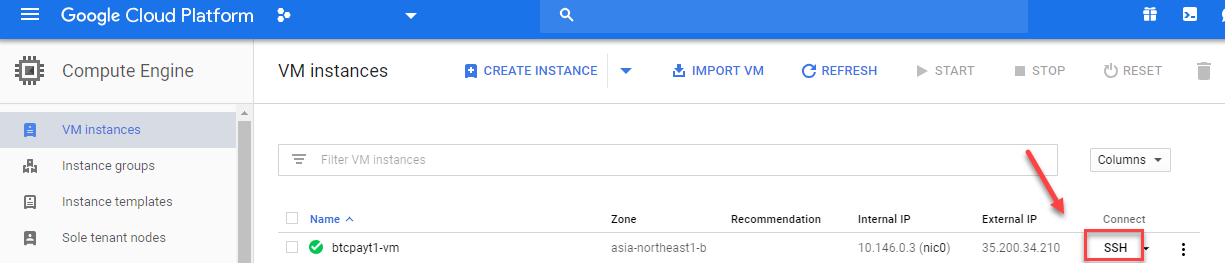 Google Cloud Platform
Compute Engine
VM instances
CREATE INSTANCE
IMPORT VM
REFRESH
START
STOP
RESET
VM instances
Instance groups
Instance templates
Sole tenant nodes
Filter VM instances
Columns
Name Zone Recommendation Internal IP External IP Connect
btcpayt1-vm asia-northeast1-b 10.146.0.3 (nic0) 35.200.34.210 SSH